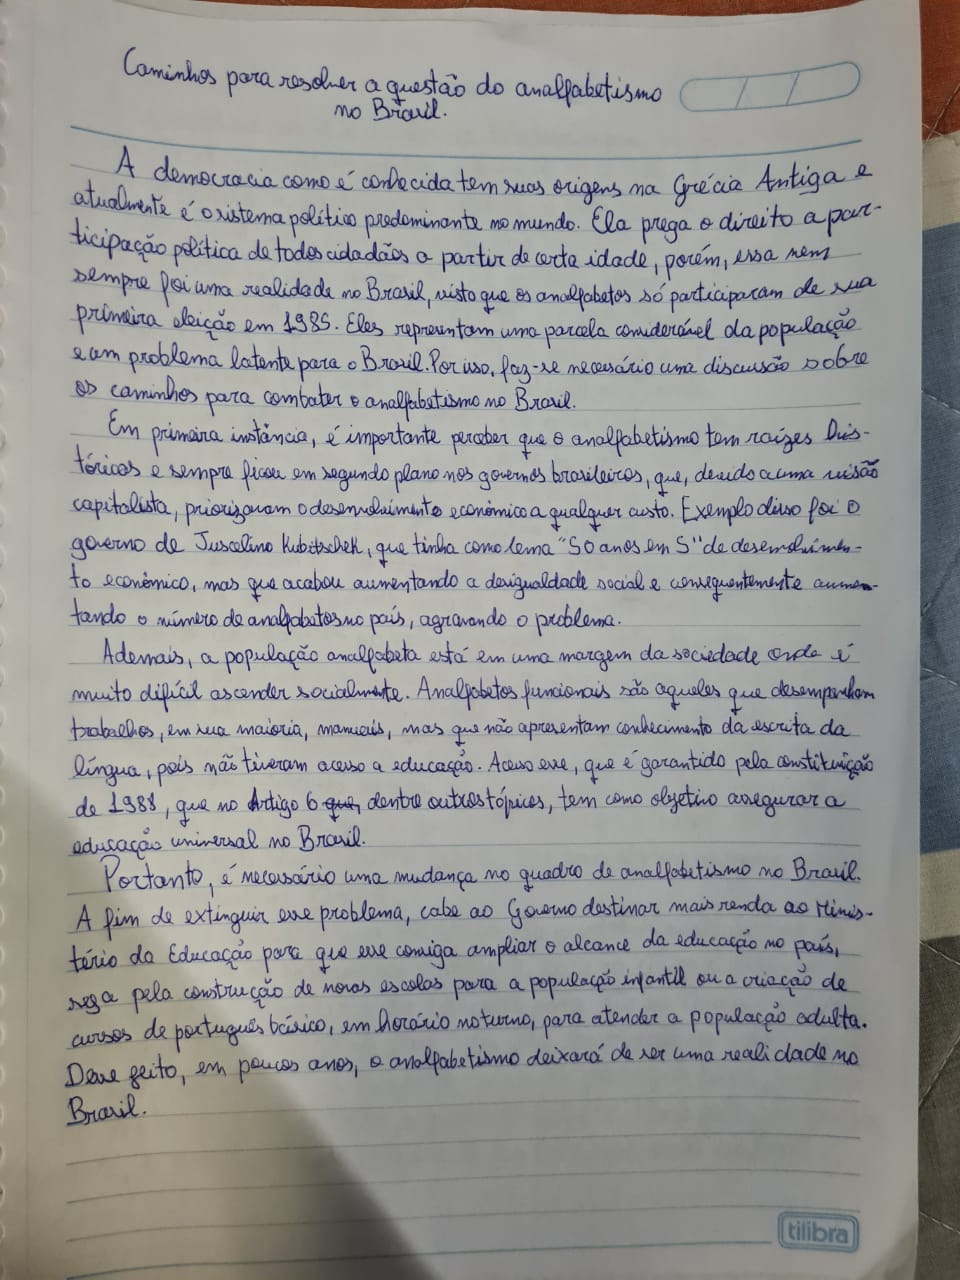 Caminhos para resolver a questão do analfabetismo
no Brasil.
A democracia como é conhecida tem suas origens na Grécia Antiga e
atualmente é o sistema político predominante no mundo. Ela prega o direito a par-
ticipação política de todos cidadãos a partir de certa idade, porém, essa nem
sempre foi uma realidade no Brasil, visto que os analfabetos só participaram de sua
primeira eleição em 1985. Eles representam uma parcela considerável da população
e um problema latente para o Brasil. Por isso, faz-se necessário uma discussão sobre
os caminhos para combater o analfabetismo no Brasil.
Em primeira instância, é importante perceber que o analfabetismo tem raízes his-
tóricas e sempre ficou em segundo plano nos governos brasileiros, que, devido a uma visão
capitalista, priorizavam o desenvolvimento econômico a qualquer custo. Exemplo disso foi o
governo de Juscelino Kubitschek, que tinha como lema "50 anos em 5" de desenvolvimen-
to econômico, mas que acabou aumentando a desigualdade social e consequentemente aumen-
tando o número de analfabetos no país, agravando o problema.
Ademais, a população analfabeta está em uma margem da sociedade onde é
muito difícil ascender socialmente. Analfabetos funcionais são aqueles que desempenham
trabalhos, em sua maioria, manuais, mas que não apresentam conhecimento da escrita da
língua, pois não tiveram acesso a educação. Acesso esse, que é garantido pela constituição
de 1988, que no Artigo 6 que, dentre outros tópicos, tem como objetivo assegurar a
educação universal no Brasil.
Portanto, é necessário uma mudança no quadro de analfabetismo no Brasil.
A fim de extinguir esse problema, cabe ao Governo destinar mais renda ao Minis-
tério da Educação para que esse consiga ampliar o alcance da educação no país,
seja pela construção de novas escolas para a população infantil ou a criação de
cursos de português básico, em horário noturno, para atender a população adulta.
Desse jeito, em poucos anos, o analfabetismo deixará de ser uma realidade no
Brasil.
tilibra